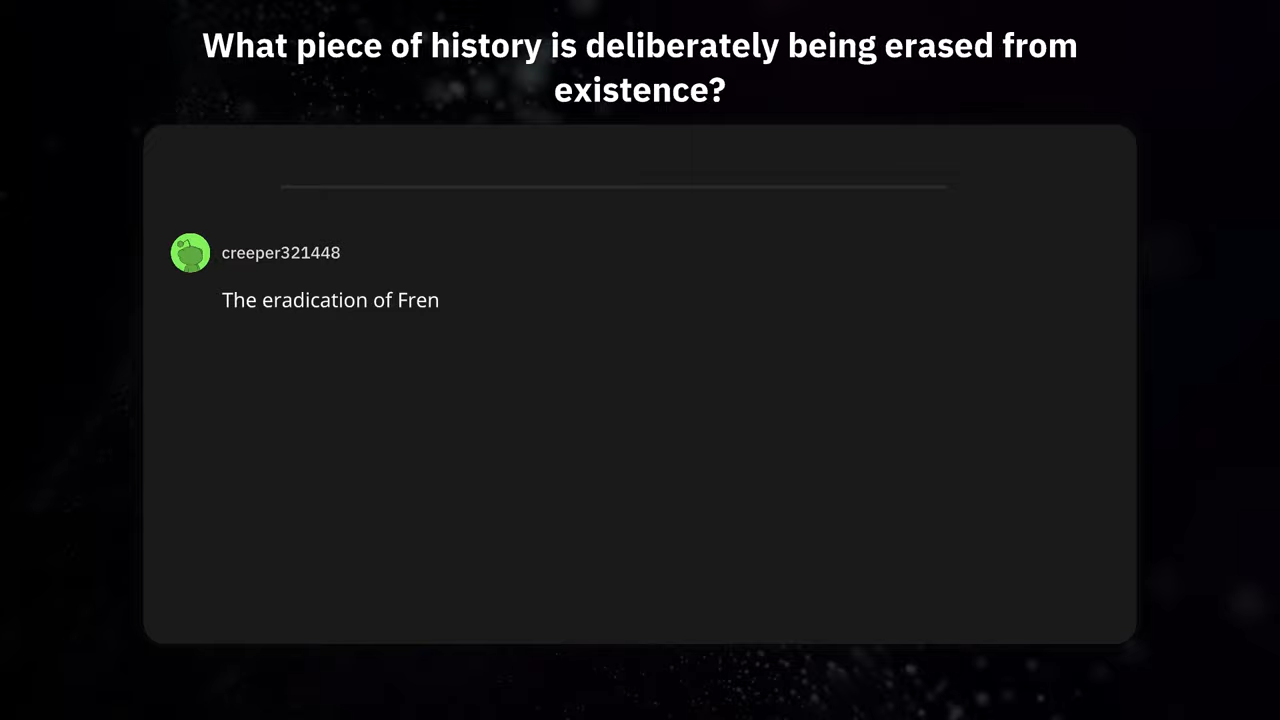 What piece of history is deliberately being erased from
existence?
creeper321448
The eradication of Fren